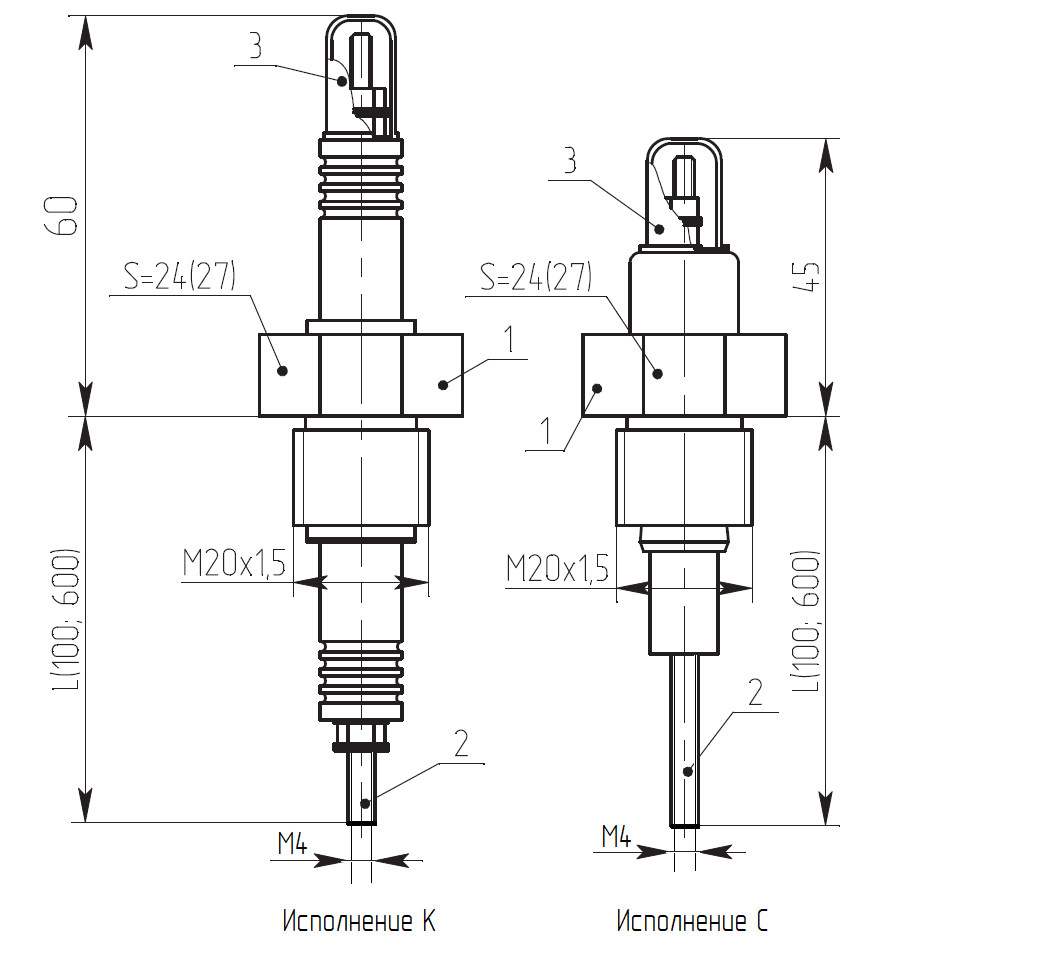 3
60
S=24(27)
1
M20x1,5
L(100; 600)
2
M4
Исполнение К
3
45
S=24(27)
1
M20x1,5
L(100; 600)
2
M4
Исполнение С